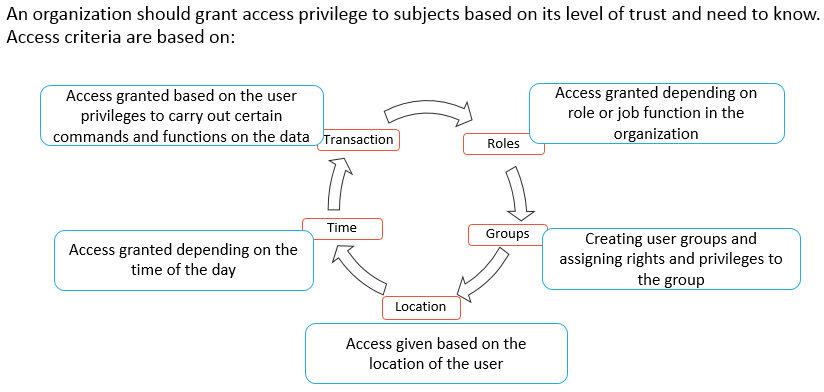 An organization should grant access privilege to subjects based on its level of trust and need to know.
Access criteria are based on:
Access granted based on the user
privileges to carry out certain
commands and functions on the data
Transaction
Access granted depending on
role or job function in the
organization
Roles
Time
Access granted depending on the
time of the day
Groups
Creating user groups and
assigning rights and privileges to
the group
Location
Access given based on the
location of the user